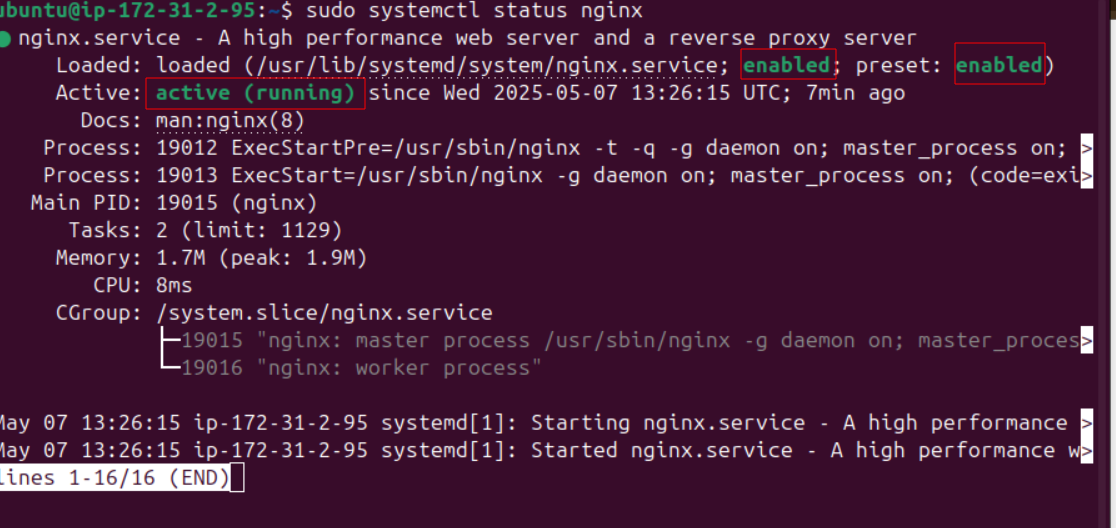 ubuntu@ip-172-31-2-95:~$ sudo systemctl status nginx
● nginx.service - A high performance web server and a reverse proxy server
Loaded: loaded (/usr/lib/systemd/system/nginx.service; enabled; preset: enabled)
Active: active (running) since Wed 2025-05-07 13:26:15 UTC; 7min ago
Docs: man:nginx(8)
Process: 19012 ExecStartPre=/usr/sbin/nginx -t -q -g daemon on; master_process on; >
Process: 19013 ExecStart=/usr/sbin/nginx -g daemon on; master_process on; (code=exi>
Main PID: 19015 (nginx)
Tasks: 2 (limit: 1129)
Memory: 1.7M (peak: 1.9M)
CPU: 8ms
CGroup: /system.slice/nginx.service
├─19015 "nginx: master process /usr/sbin/nginx -g daemon on; master_proces>
└─19016 "nginx: worker process"
May 07 13:26:15 ip-172-31-2-95 systemd[1]: Starting nginx.service - A high performance >
May 07 13:26:15 ip-172-31-2-95 systemd[1]: Started nginx.service - A high performance w>
lines 1-16/16 (END)